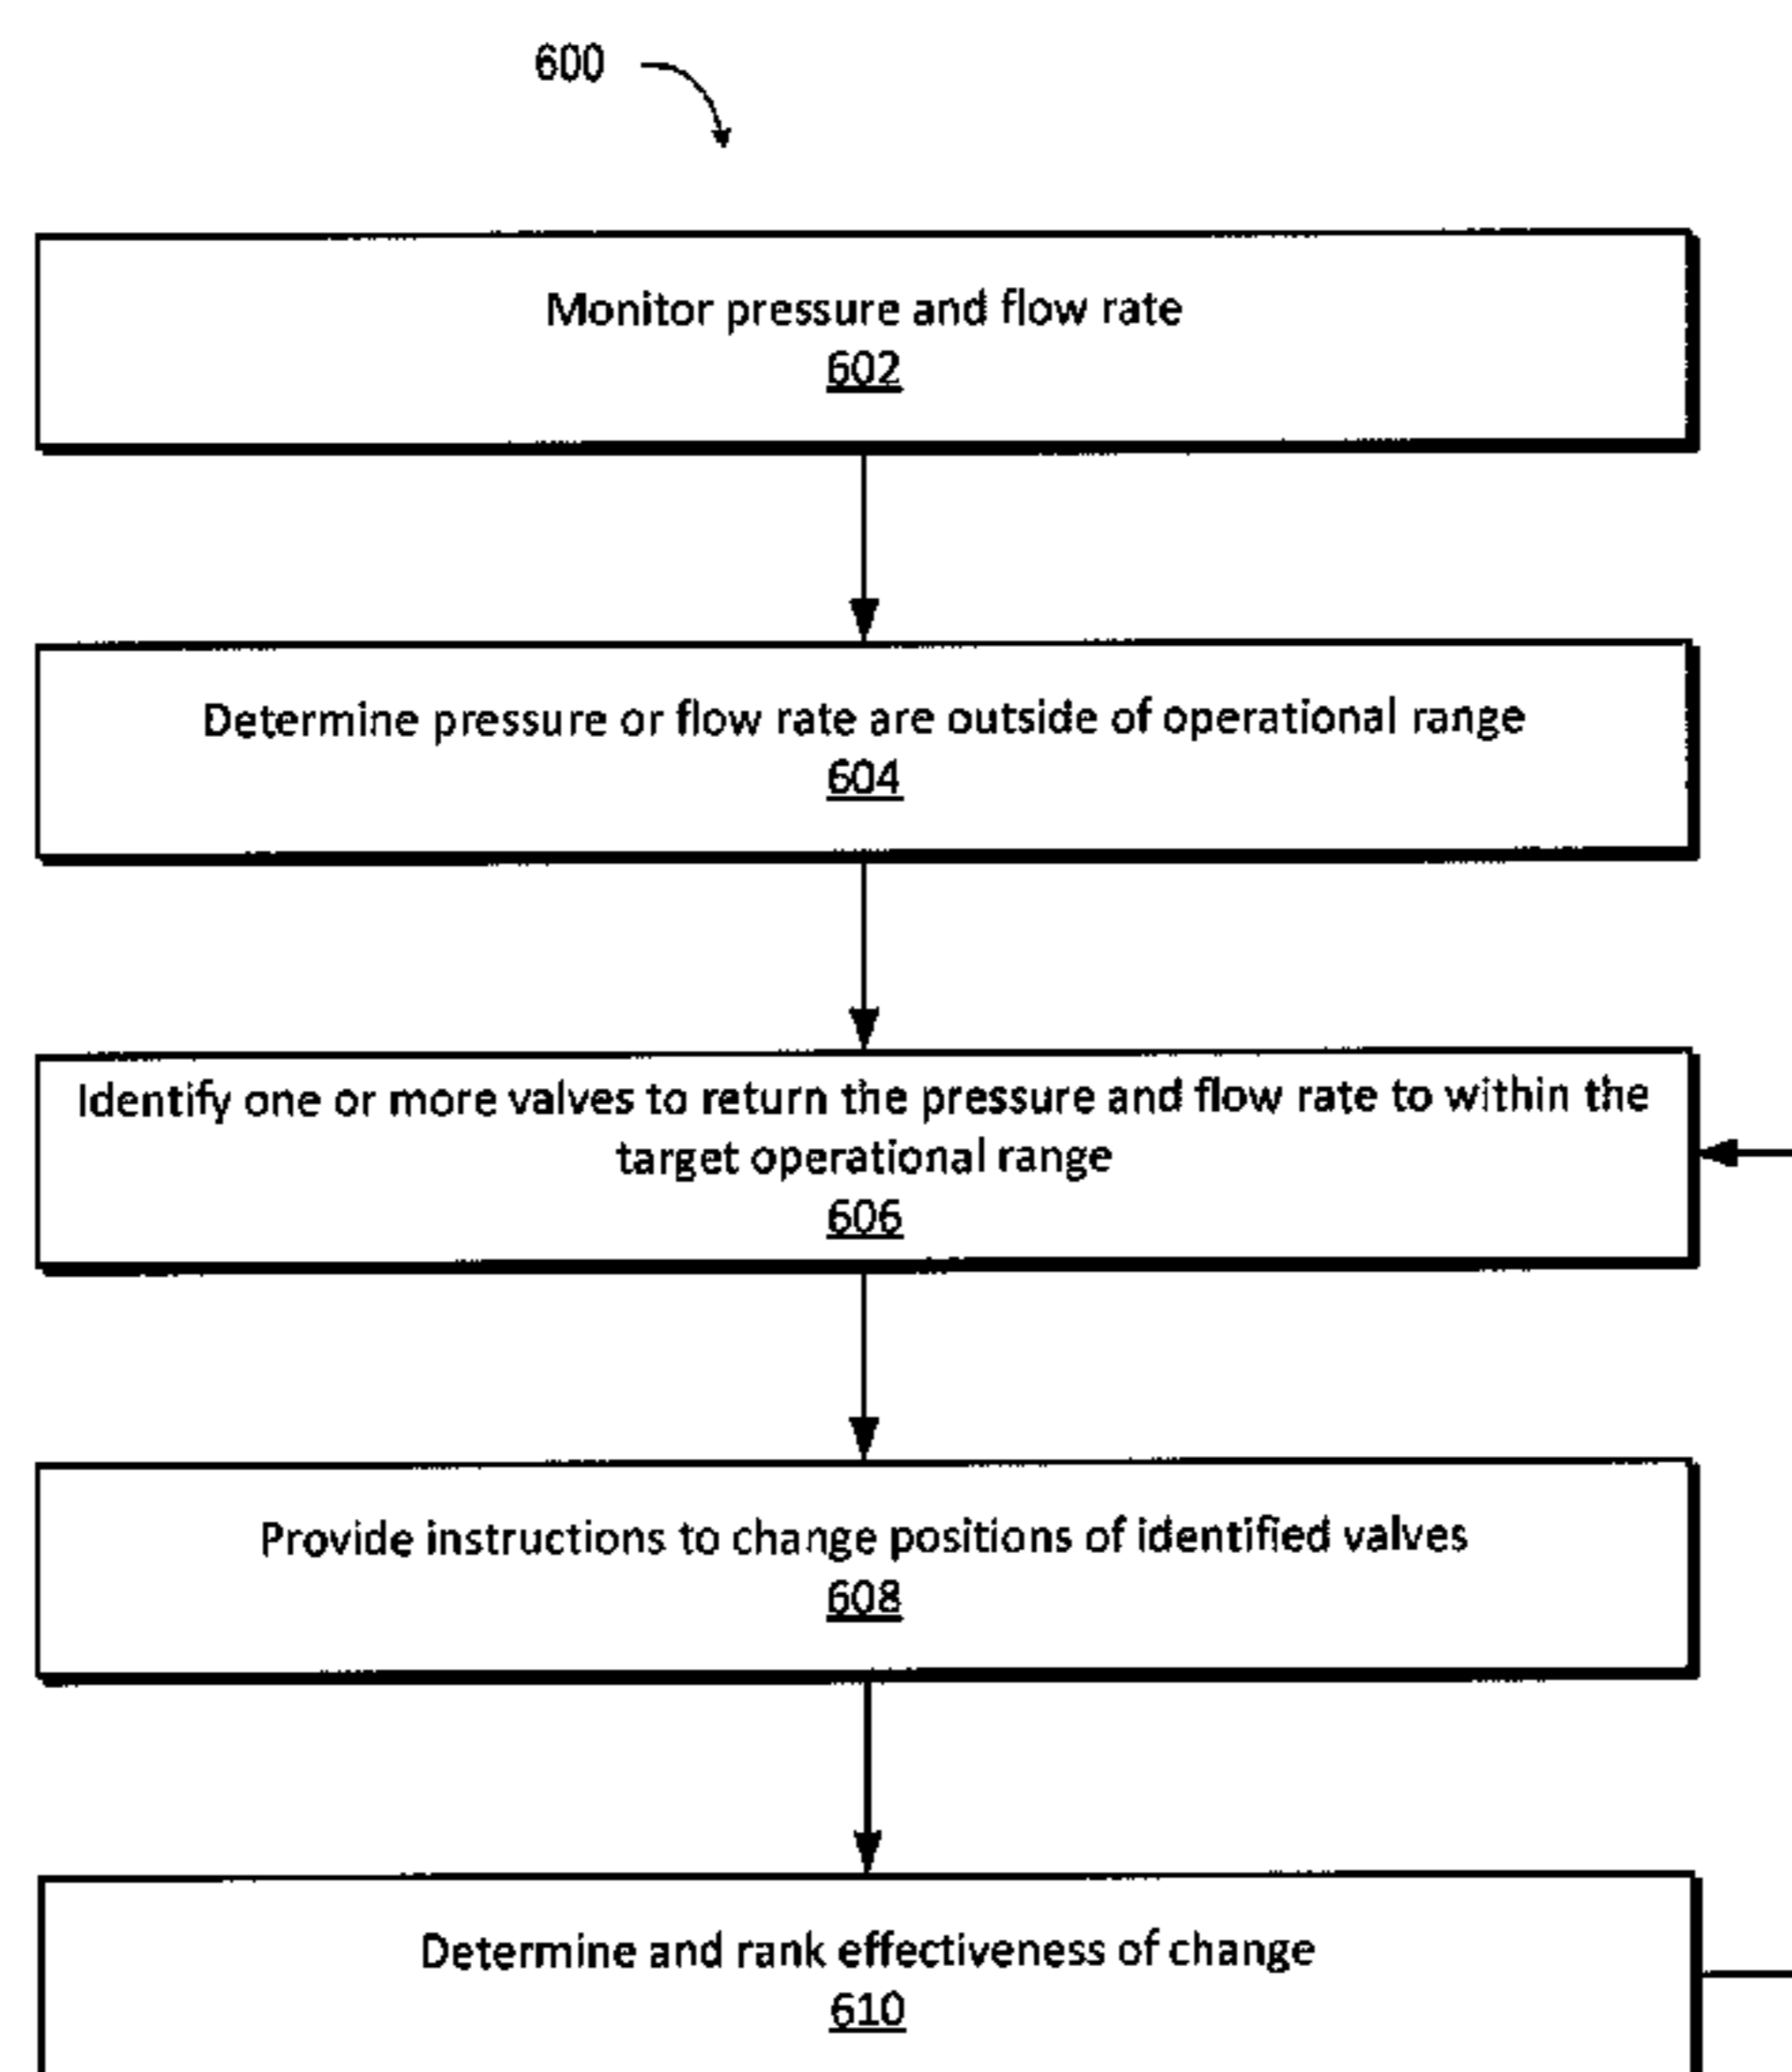 600
Monitor pressure and flow rate
602
Determine pressure or flow rate are outside of operational range
604
Identify one or more valves to return the pressure and flow rate to within the
target operational range
606
Provide instructions to change positions of identified valves
608
Determine and rank effectiveness of change
610